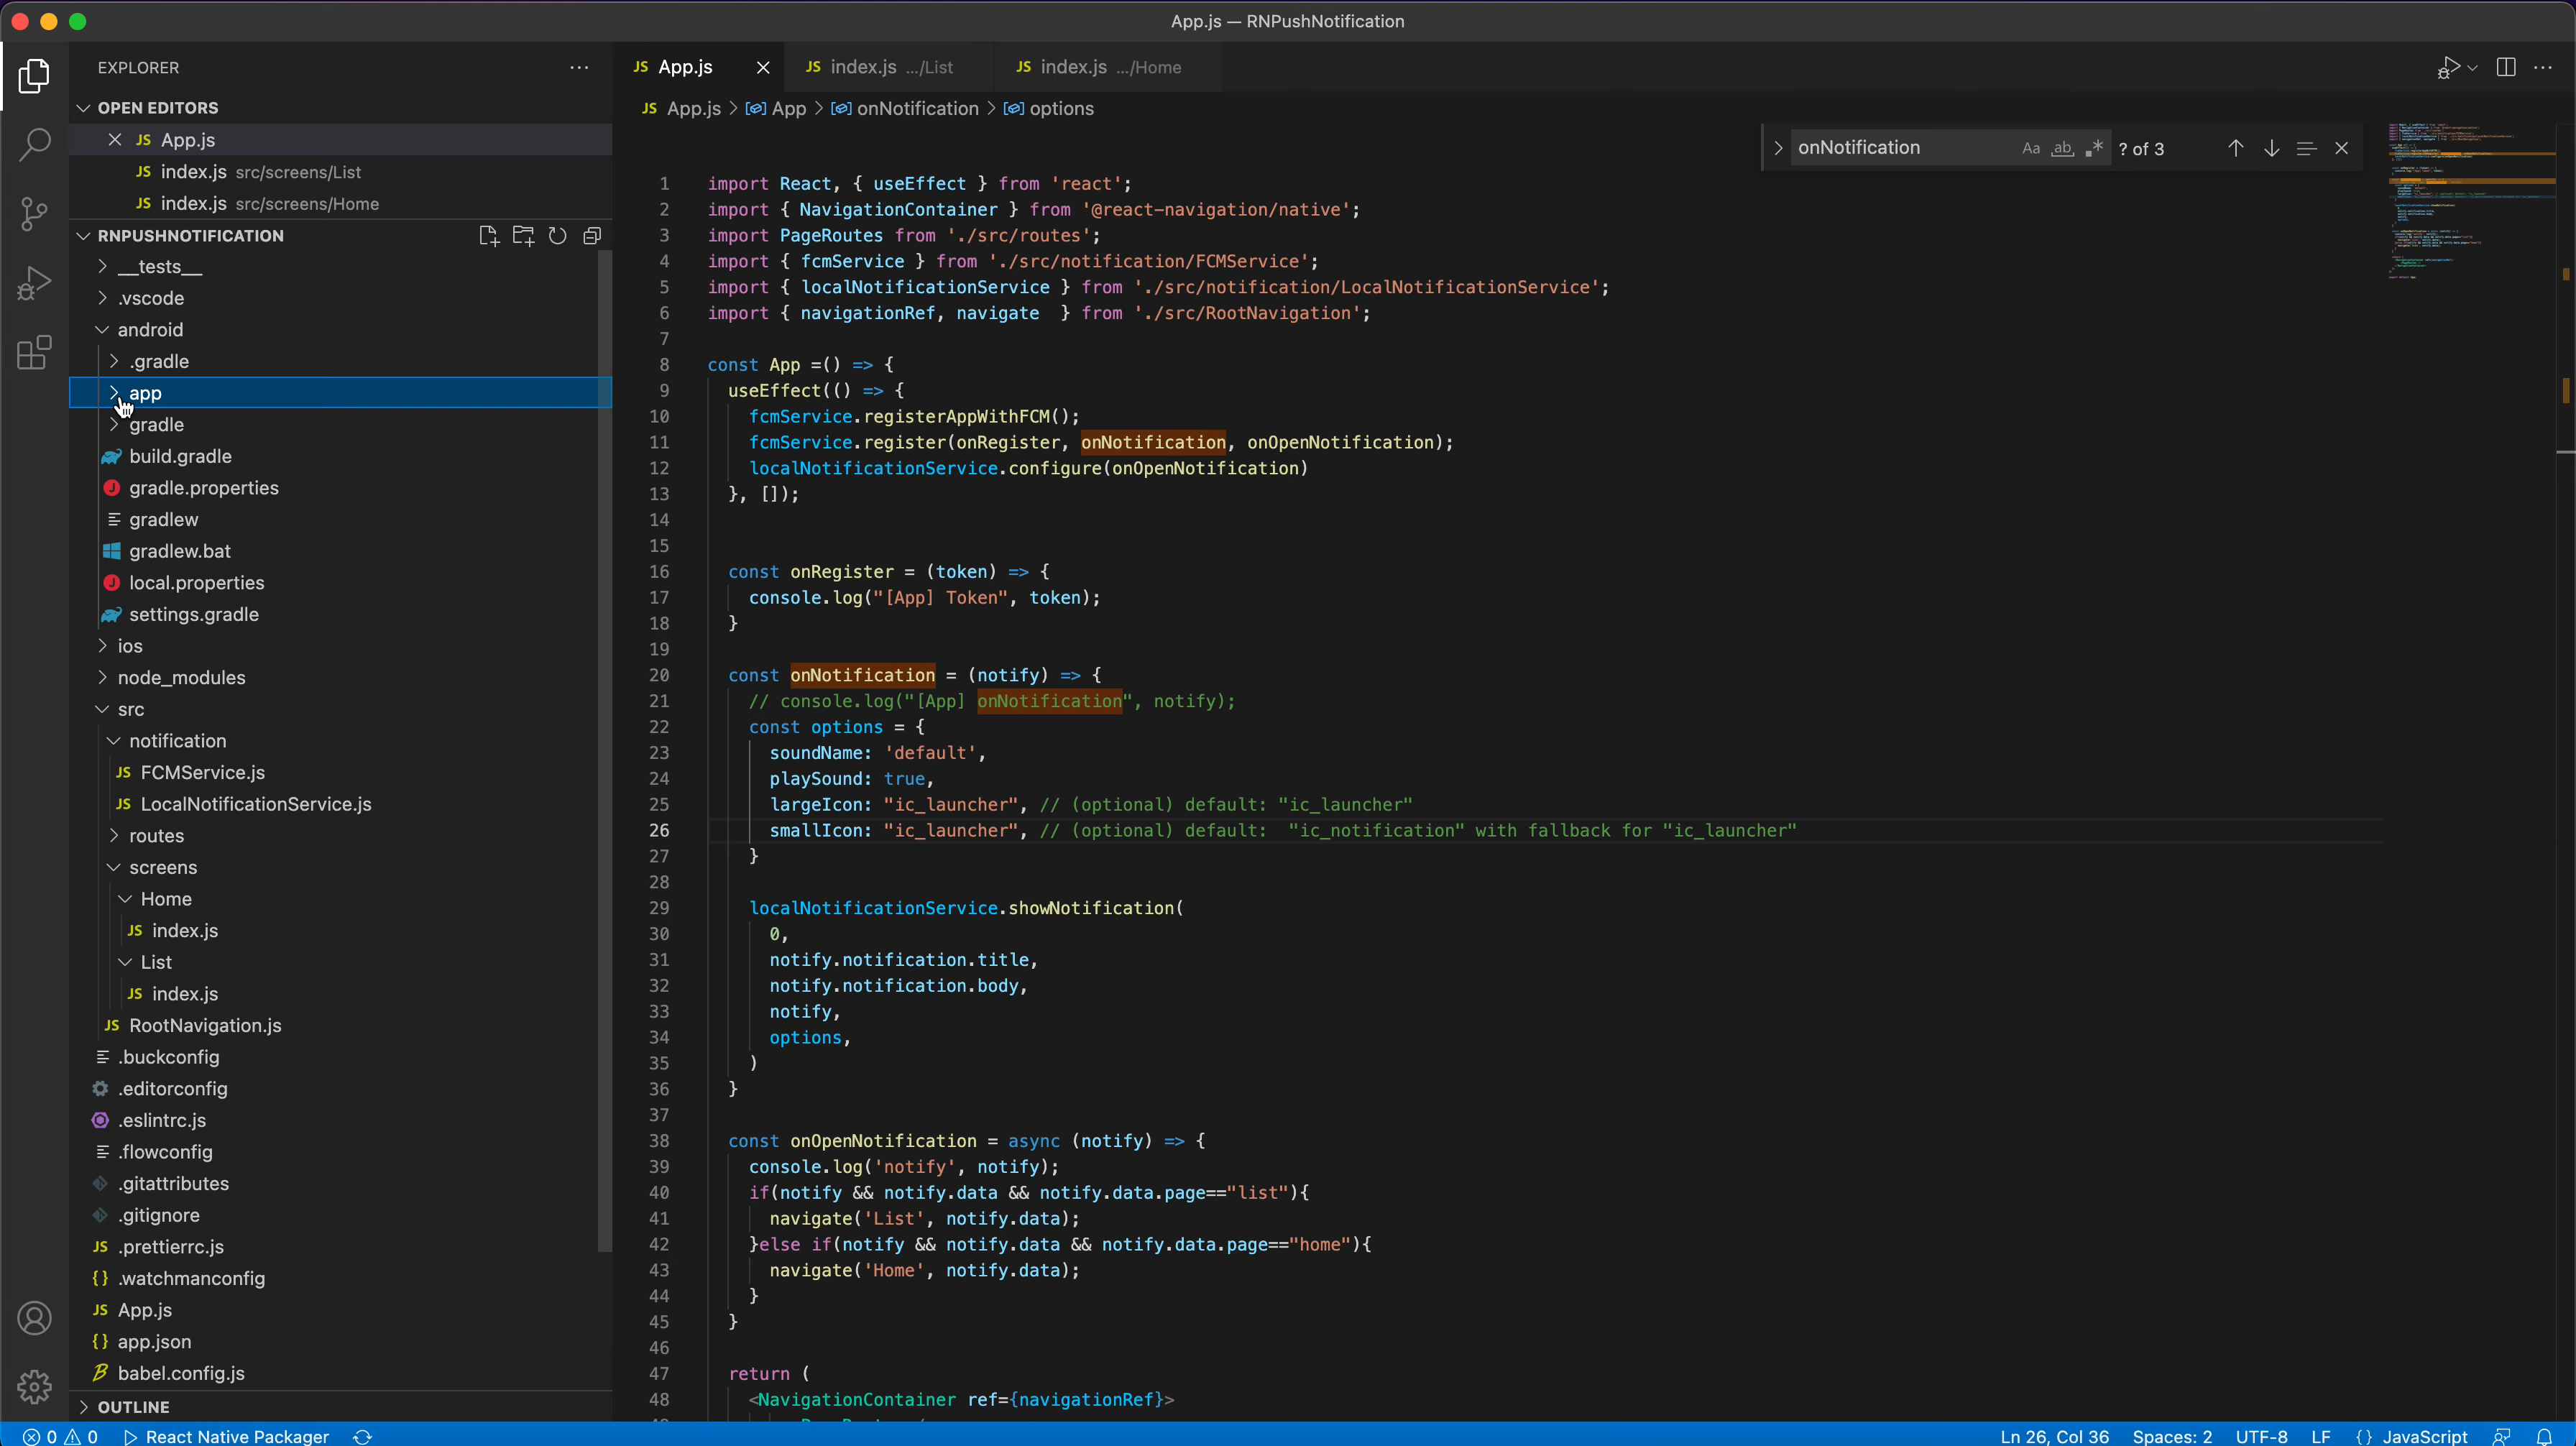 App.js — RNPushNotification
EXPLORER
OPEN EDITORS
JS App.js
JS index.js src/screens/List
JS index.js src/screens/Home
RNPUSHNOTIFICATION
__tests__
.vscode
android
.gradle
app
gradle
build.gradle
gradle.properties
gradlew
gradlew.bat
local.properties
settings.gradle
ios
node_modules
src
notification
JS FCMService.js
JS LocalNotificationService.js
routes
screens
Home
JS index.js
List
JS index.js
JS RootNavigation.js
.buckconfig
.editorconfig
.eslintrc.js
.flowconfig
.gitattributes
.gitignore
JS .prettierrc.js
{} .watchmanconfig
JS App.js
{} app.json
babel.config.js
OUTLINE
JS App.js
JS index.js .../List
JS index.js .../Home
JS App.js > App > onNotification > options
onNotification Aa ab .* ? of 3
1 import React, { useEffect } from 'react';
2 import { NavigationContainer } from '@react-navigation/native';
3 import PageRoutes from './src/routes';
4 import { fcmService } from './src/notification/FCMService';
5 import { localNotificationService } from './src/notification/LocalNotificationService';
6 import { navigationRef, navigate  } from './src/RootNavigation';
7
8 const App =() => {
9 useEffect(() => {
10 fcmService.registerAppWithFCM();
11 fcmService.register(onRegister, onNotification, onOpenNotification);
12 localNotificationService.configure(onOpenNotification)
13 }, []);
14
15
16 const onRegister = (token) => {
17 console.log("[App] Token", token);
18 }
19
20 const onNotification = (notify) => {
21 // console.log("[App] onNotification", notify);
22 const options = {
23 soundName: 'default',
24 playSound: true,
25 largeIcon: "ic_launcher", // (optional) default: "ic_launcher"
26 smallIcon: "ic_launcher", // (optional) default:  "ic_notification" with fallback for "ic_launcher"
27 }
28
29 localNotificationService.showNotification(
30 0,
31 notify.notification.title,
32 notify.notification.body,
33 notify,
34 options,
35 )
36 }
37
38 const onOpenNotification = async (notify) => {
39 console.log('notify', notify);
40 if(notify && notify.data && notify.data.page=="list"){
41 navigate('List', notify.data);
42 }else if(notify && notify.data && notify.data.page=="home"){
43 navigate('Home', notify.data);
44 }
45 }
46
47 return (
48 <NavigationContainer ref={navigationRef}>
0 0 React Native Packager
Ln 26, Col 36 Spaces: 2 UTF-8 LF {} JavaScript